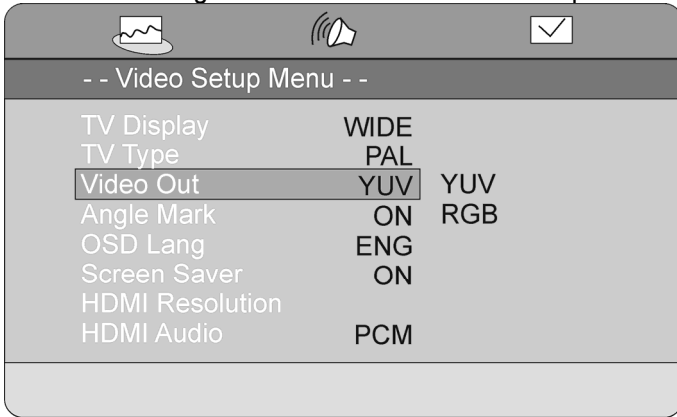 - - Video Setup Menu - -
TV Display WIDE
TV Type PAL
Video Out YUV YUV
Angle Mark ON RGB
OSD Lang ENG
Screen Saver ON
HDMI Resolution
HDMI Audio PCM